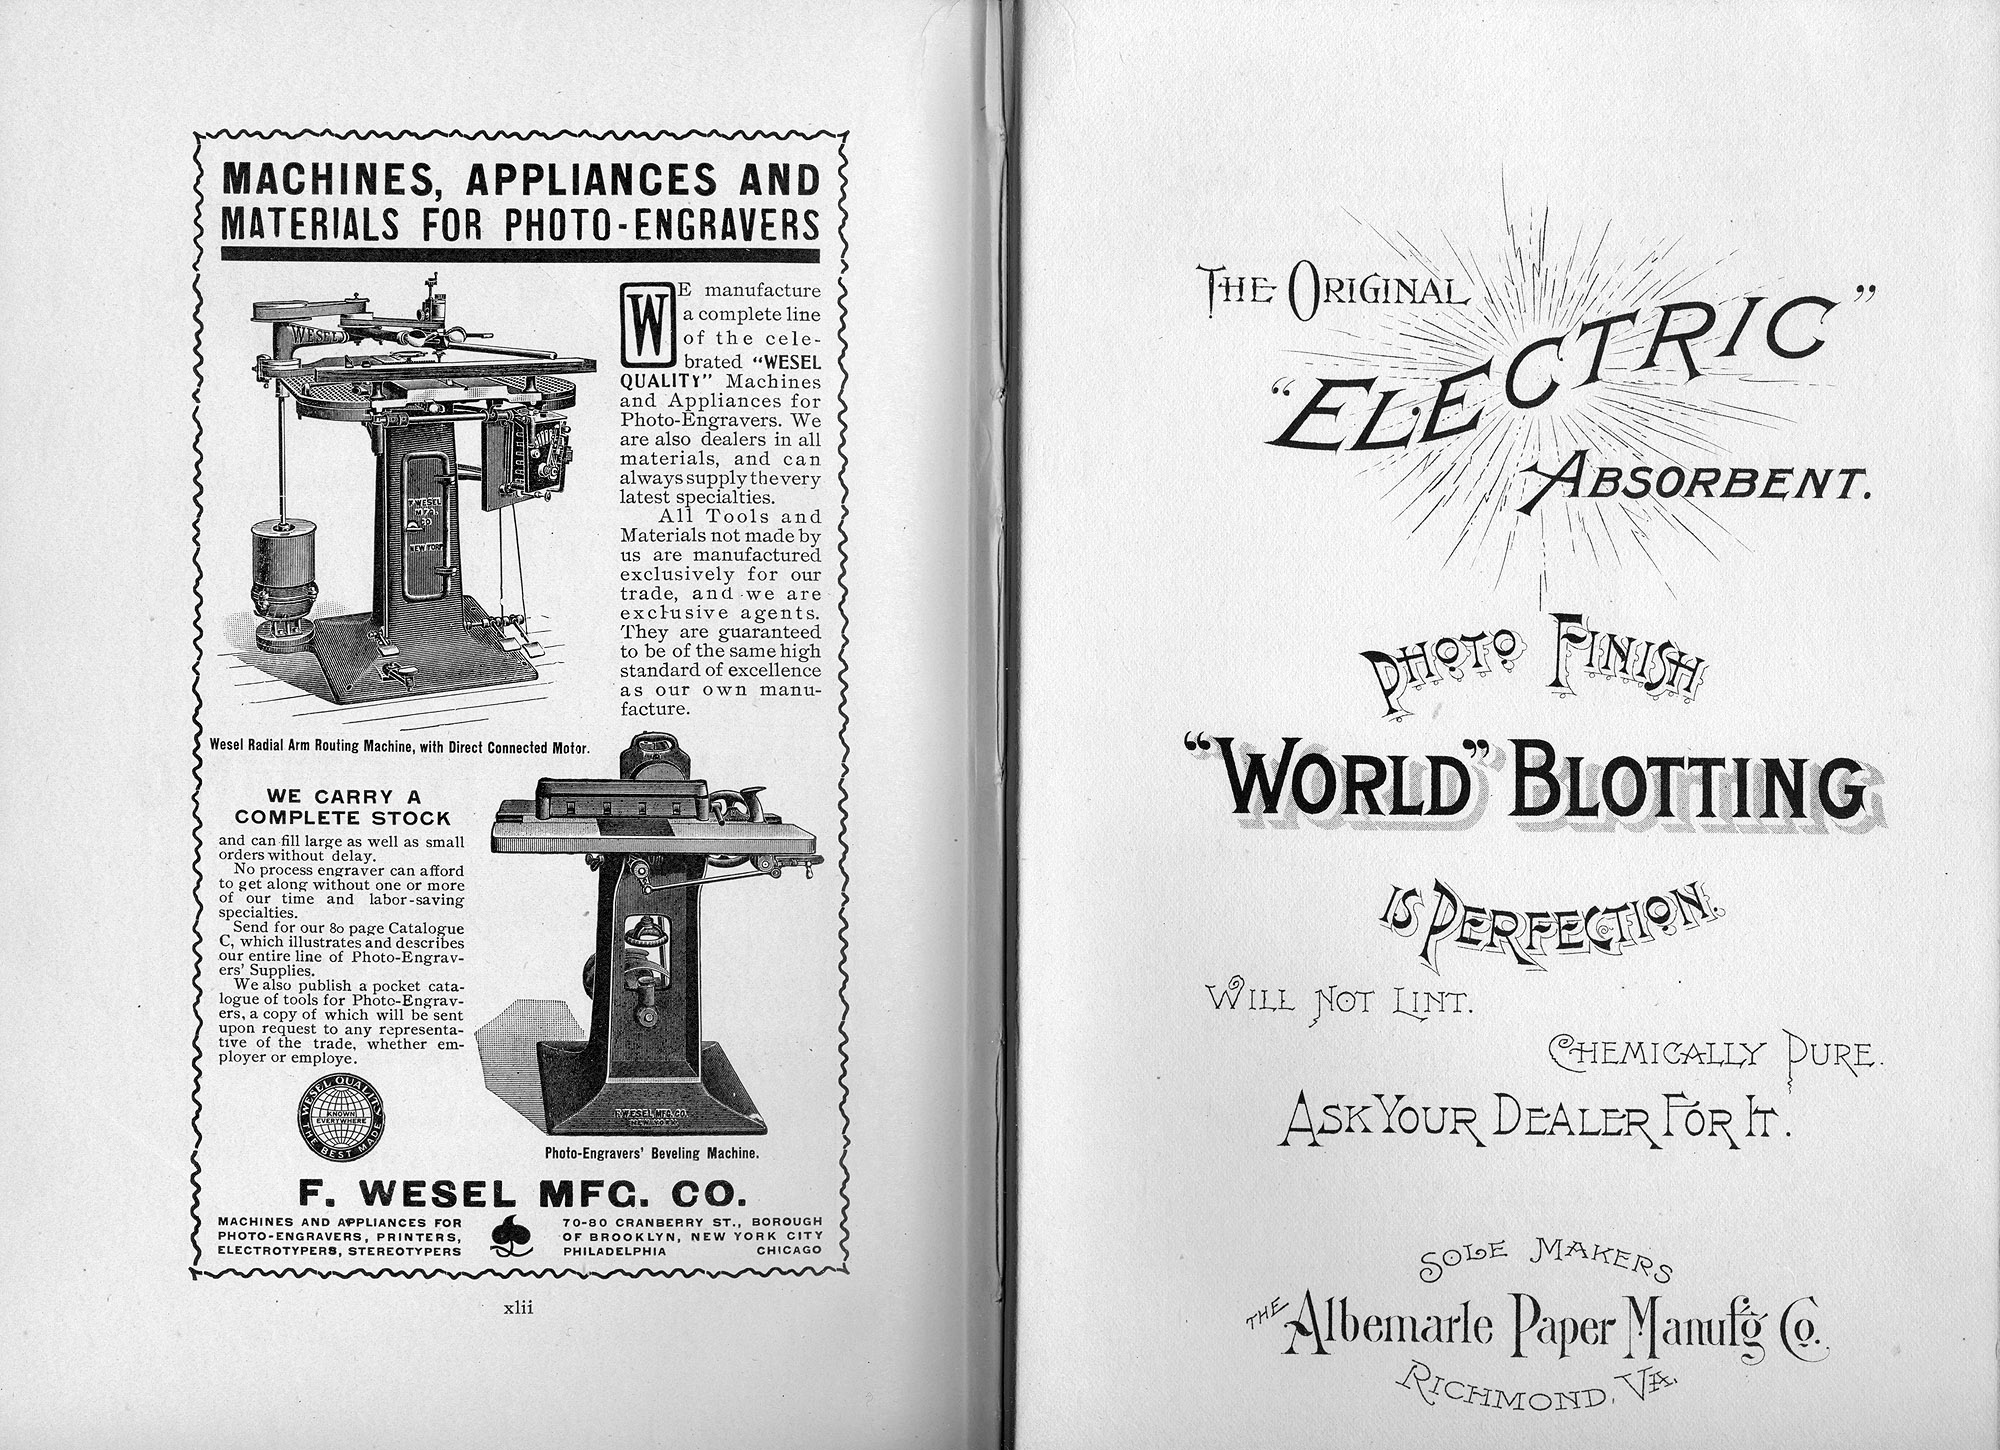 MACHINES, APPLIANCES AND
MATERIALS FOR PHOTO-ENGRAVERS
WESEL
F. WESEL
MFG.
CO
NEW YORK
WE manufacture
a complete line
of the cele-
brated “WESEL
QUALITY” Machines
and Appliances for
Photo-Engravers. We
are also dealers in all
materials, and can
always supply the very
latest specialties.
All Tools and
Materials not made by
us are manufactured
exclusively for our
trade, and we are
exclusive agents.
They are guaranteed
to be of the same high
standard of excellence
as our own manu-
facture.
Wesel Radial Arm Routing Machine, with Direct Connected Motor.
WE CARRY A
COMPLETE STOCK
and can fill large as well as small
orders without delay.
No process engraver can afford
to get along without one or more
of our time and labor-saving
specialties.
Send for our 80 page Catalogue
C, which illustrates and describes
our entire line of Photo-Engrav-
ers’ Supplies.
We also publish a pocket cata-
logue of tools for Photo-Engrav-
ers, a copy of which will be sent
upon request to any representa-
tive of the trade, whether em-
ployer or employe.
WESEL QUALITY
KNOWN
EVERYWHERE
THE BEST MADE
F. WESEL MFG. CO.
NEW YORK.
Photo-Engravers’ Beveling Machine.
F. WESEL MFG. CO.
MACHINES AND APPLIANCES FOR
PHOTO-ENGRAVERS, PRINTERS,
ELECTROTYPERS, STEREOTYPERS
70-80 CRANBERRY ST., BOROUGH
OF BROOKLYN, NEW YORK CITY
PHILADELPHIA CHICAGO
xlii
THE ORIGINAL
“ELECTRIC”
ABSORBENT.
PHOTO FINISH
“WORLD” BLOTTING
IS PERFECTION.
WILL NOT LINT.
CHEMICALLY PURE.
ASK YOUR DEALER FOR IT.
SOLE MAKERS
THE Albemarle Paper Manufg Co.
RICHMOND, VA.